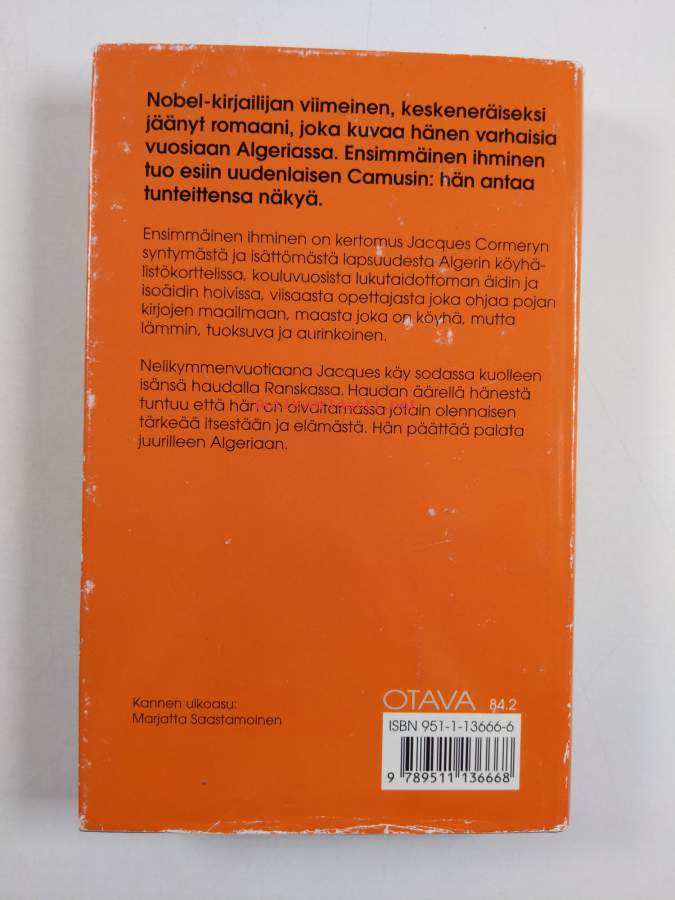 Nobel-kirjailijan viimeinen, keskeneräiseksi
jäänyt romaani, joka kuvaa hänen varhaisia
vuosiaan Algeriassa. Ensimmäinen ihminen
tuo esiin uudenlaisen Camusin: hän antaa
tunteittensa näkyä.
Ensimmäinen ihminen on kertomus Jacques Cormeryn
syntymästä ja isättömästä lapsuudesta Algerin köyhä-
listökorttelissa, kouluvuosista lukutaidottoman äidin ja
isoäidin hoivissa, viisaasta opettajasta joka ohjaa pojan
kirjojen maailmaan, maasta joka on köyhä, mutta
lämmin, tuoksuva ja aurinkoinen.
Nelikymmenvuotiaana Jacques käy sodassa kuolleen
isänsä haudalla Ranskassa. Haudan äärellä hänestä
tuntuu että hän on oivaltamassa jotain olennaisen
tärkeää itsestään ja elämästä. Hän päättää palata
juurilleen Algeriaan.
Kannen ulkoasu:
Marjatta Saastamoinen
OTAVA 84.2
ISBN 951-1-13666-6
9 789511 136668